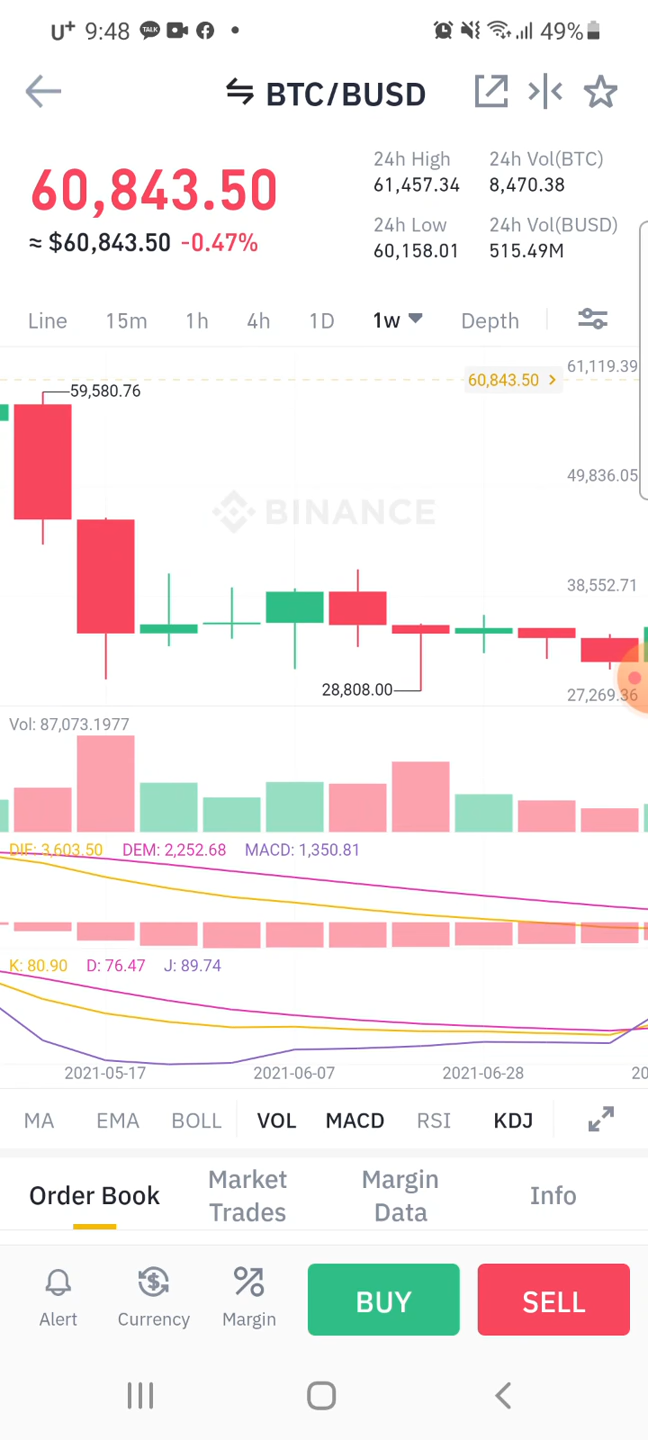 U+ 9:48 TALK 49%
BTC/BUSD
60,843.50
≈ $60,843.50 -0.47%
24h High
61,457.34
24h Vol(BTC)
8,470.38
24h Low
60,158.01
24h Vol(BUSD)
515.49M
Line 15m 1h 4h 1D 1w Depth
61,119.39
60,843.50
59,580.76
49,836.05
BINANCE
38,552.71
28,808.00
27,269.36
Vol: 87,073.1977
DIF: 3,603.50 DEM: 2,252.68 MACD: 1,350.81
K: 80.90 D: 76.47 J: 89.74
2021-05-17 2021-06-07 2021-06-28 20
MA EMA BOLL VOL MACD RSI KDJ
Order Book
Market
Trades
Margin
Data
Info
Alert Currency Margin
BUY SELL